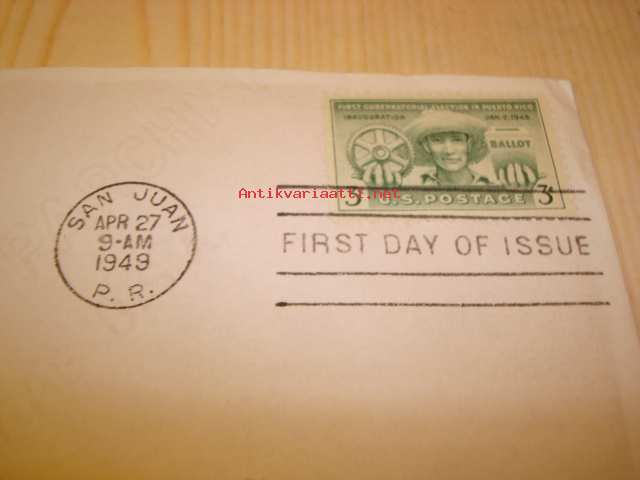 FIRST GUBERNATORIAL ELECTION IN PUERTO RICO
INAUGURATION JAN. 2, 1949
BALLOT
3¢ U.S. POSTAGE 3¢
Antikvariaatti.net
SAN JUAN
APR 27
9-AM
1949
P. R.
FIRST DAY OF ISSUE